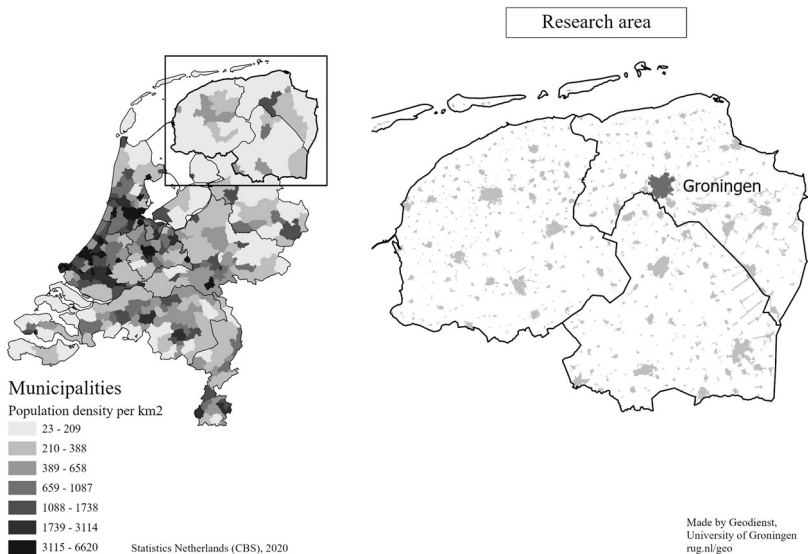 Research area
Groningen
Municipalities
Population density per km2
23 - 209
210 - 388
389 - 658
659 - 1087
1088 - 1738
1739 - 3114
3115 - 6620
Statistics Netherlands (CBS), 2020
Made by Geodienst,
University of Groningen
rug.nl/geo